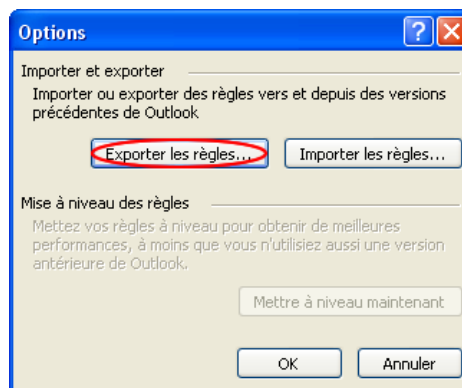 Options
Importer et exporter
Importer ou exporter des règles vers et depuis des versions
précédentes de Outlook
Exporter les règles... Importer les règles...
Mise à niveau des règles
Mettez vos règles à niveau pour obtenir de meilleures
performances, à moins que vous n'utilisiez aussi une version
antérieure de Outlook.
Mettre à niveau maintenant
OK Annuler